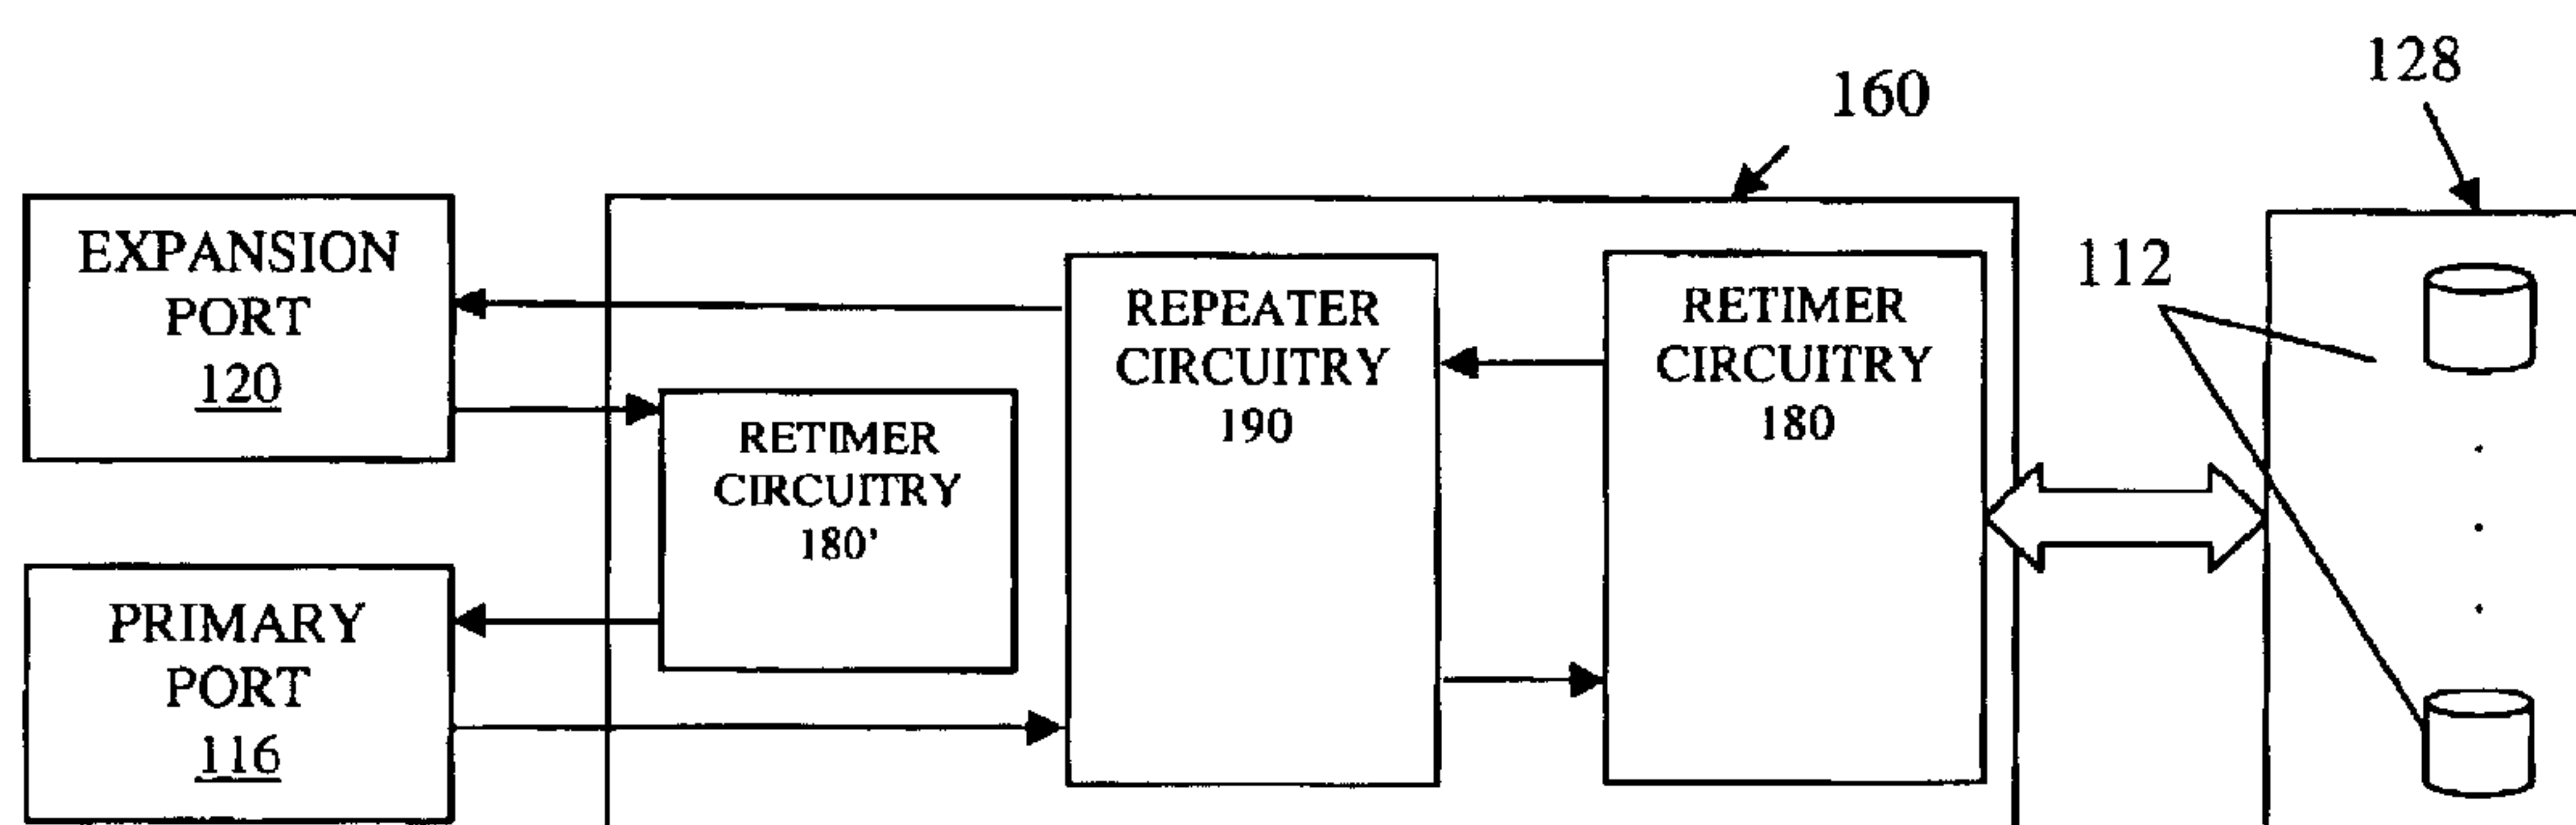 128
160
EXPANSION
PORT
120
112
REPEATER
CIRCUITRY
190
RETIMER
CIRCUITRY
180
RETIMER
CIRCUITRY
180'
PRIMARY
PORT
116